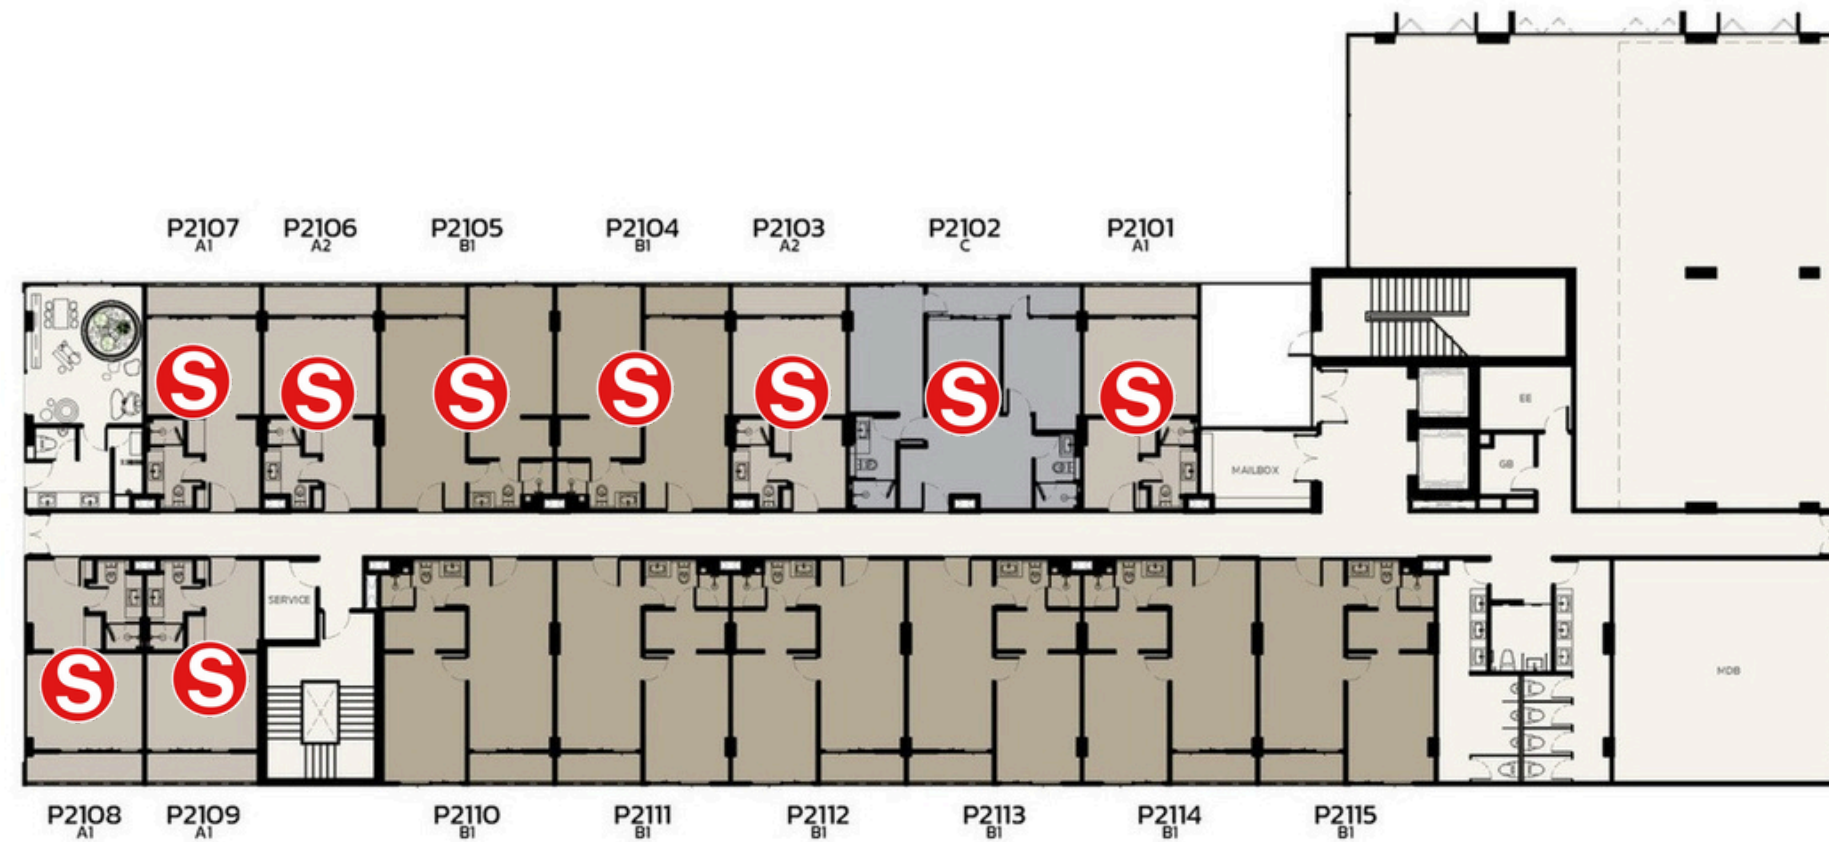 P2107 P2106 P2105 P2104 P2103 P2102 P2101
A1 A2 B1 B1 A2 C A1
S S S S S S S
EE
GB
MAILBOX
SERVICE
S S
MDB
P2108 P2109 P2110 P2111 P2112 P2113 P2114 P2115
A1 A1 B1 B1 B1 B1 B1 B1